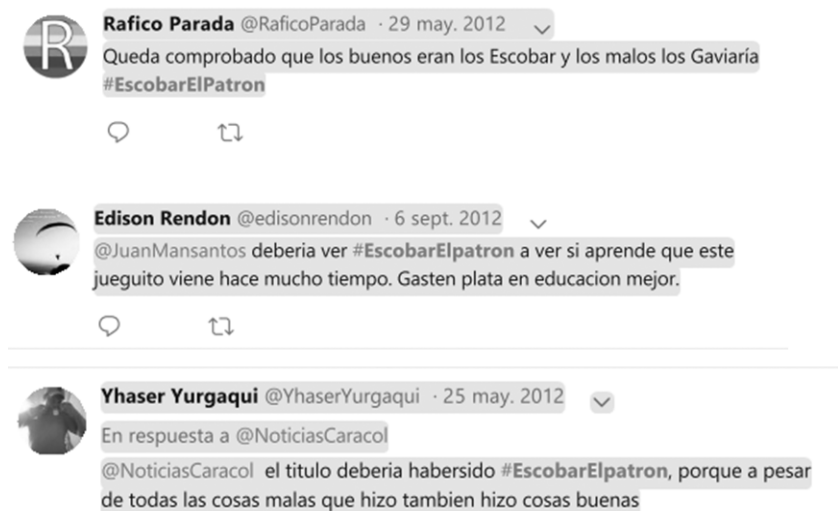 R
Rafico Parada @RaficoParada · 29 may. 2012
Queda comprobado que los buenos eran los Escobar y los malos los Gaviaría
#EscobarElPatron
Edison Rendon @edisonrendon · 6 sept. 2012
@JuanMansantos deberia ver #EscobarElpatron a ver si aprende que este
jueguito viene hace mucho tiempo. Gasten plata en educacion mejor.
Yhaser Yurgaqui @YhaserYurgaqui · 25 may. 2012
En respuesta a @NoticiasCaracol
@NoticiasCaracol el titulo deberia habersido #EscobarElpatron, porque a pesar
de todas las cosas malas que hizo tambien hizo cosas buenas